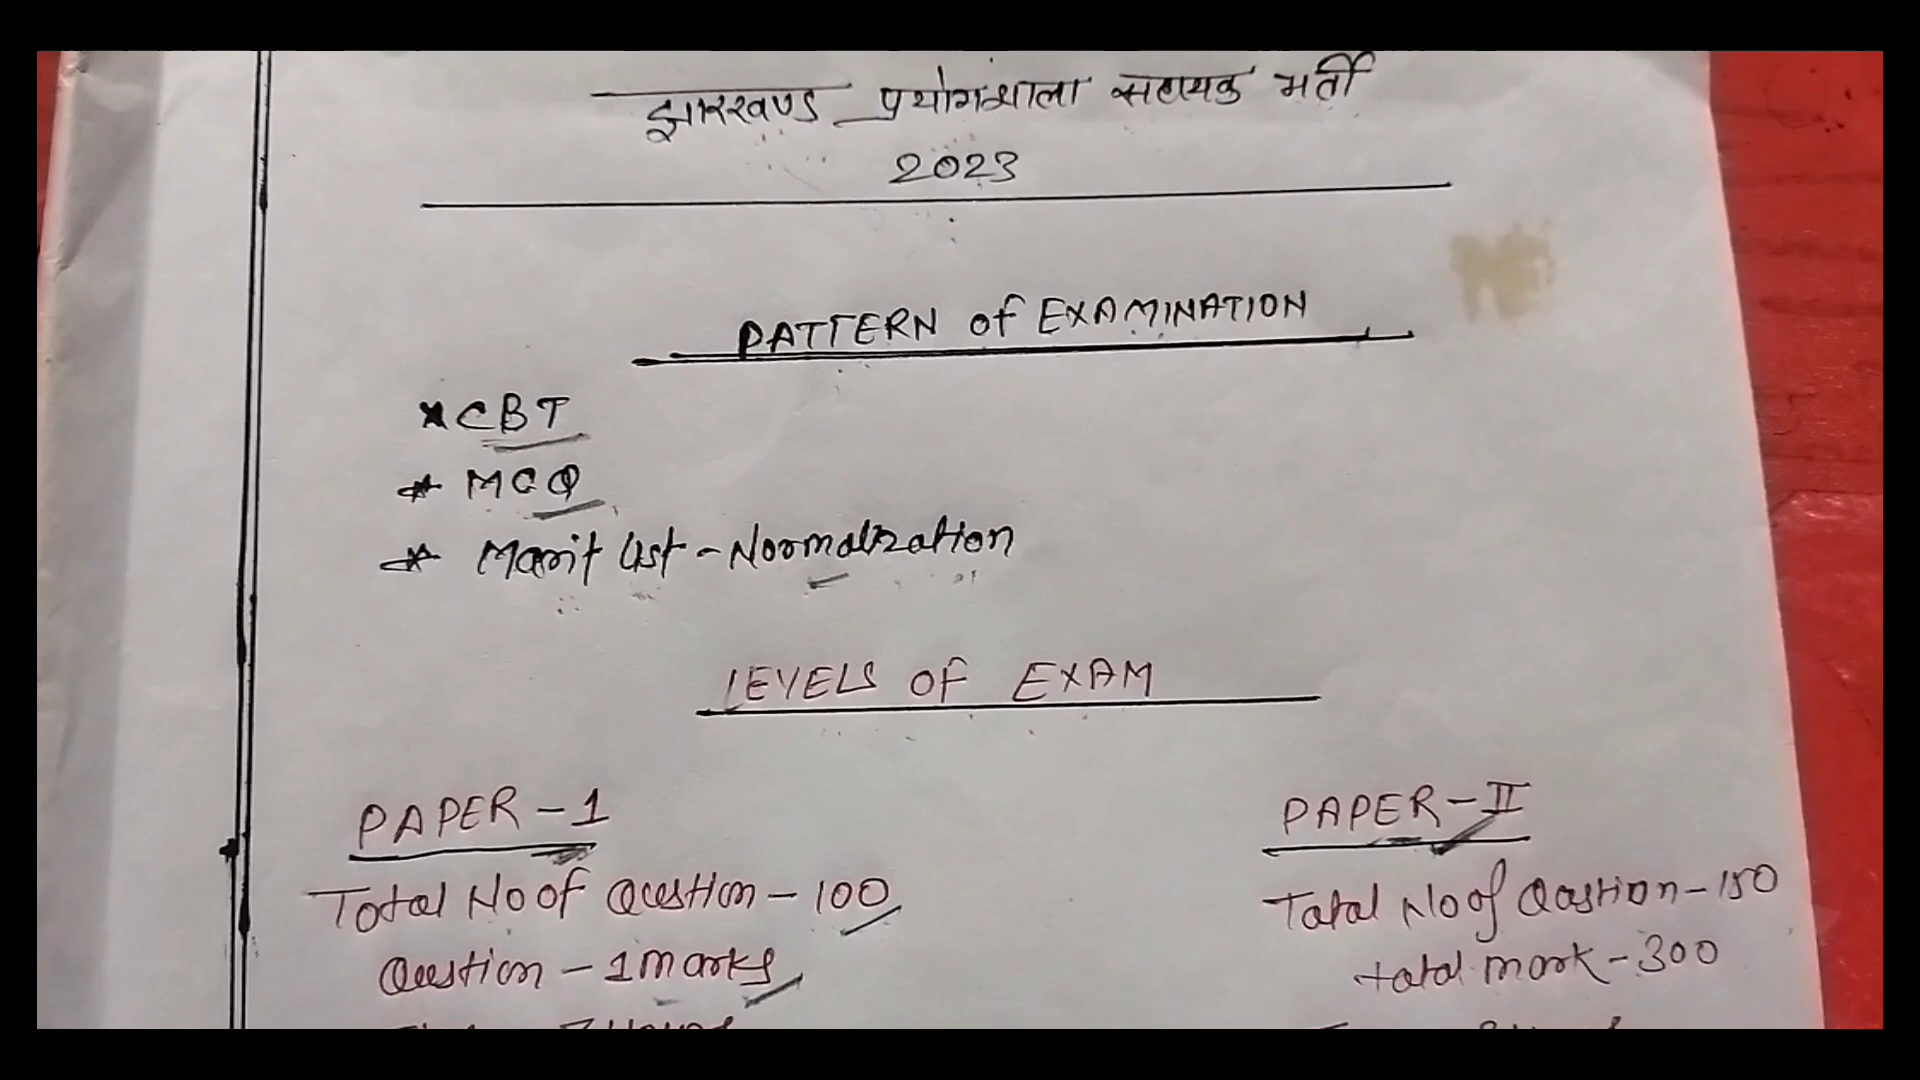 झारखण्ड प्रयोगशाला सहायक भर्ती
2023
PATTERN of EXAMINATION
* CBT
* MCQ
* Marit List - Normalization
LEVELS OF EXAM
PAPER - 1
Total No of Question - 100
Question - 1 marks
PAPER - II
Total No of Qastion - 150
total mark - 300